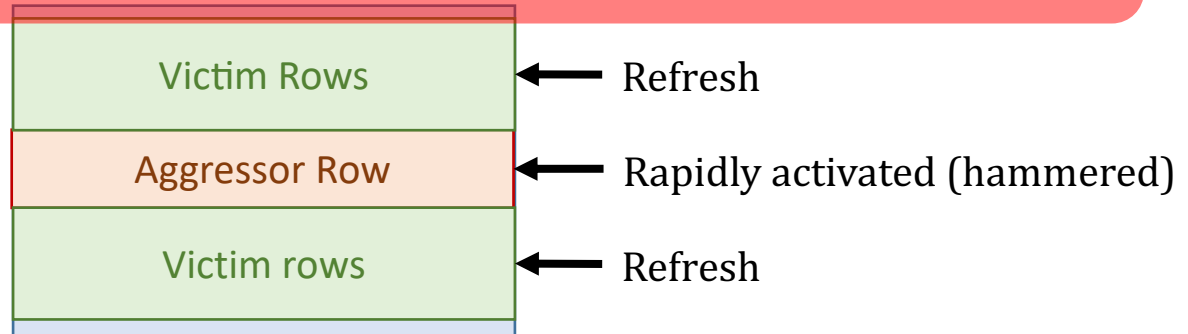 Victim Rows
Refresh
Aggressor Row
Rapidly activated (hammered)
Victim rows
Refresh